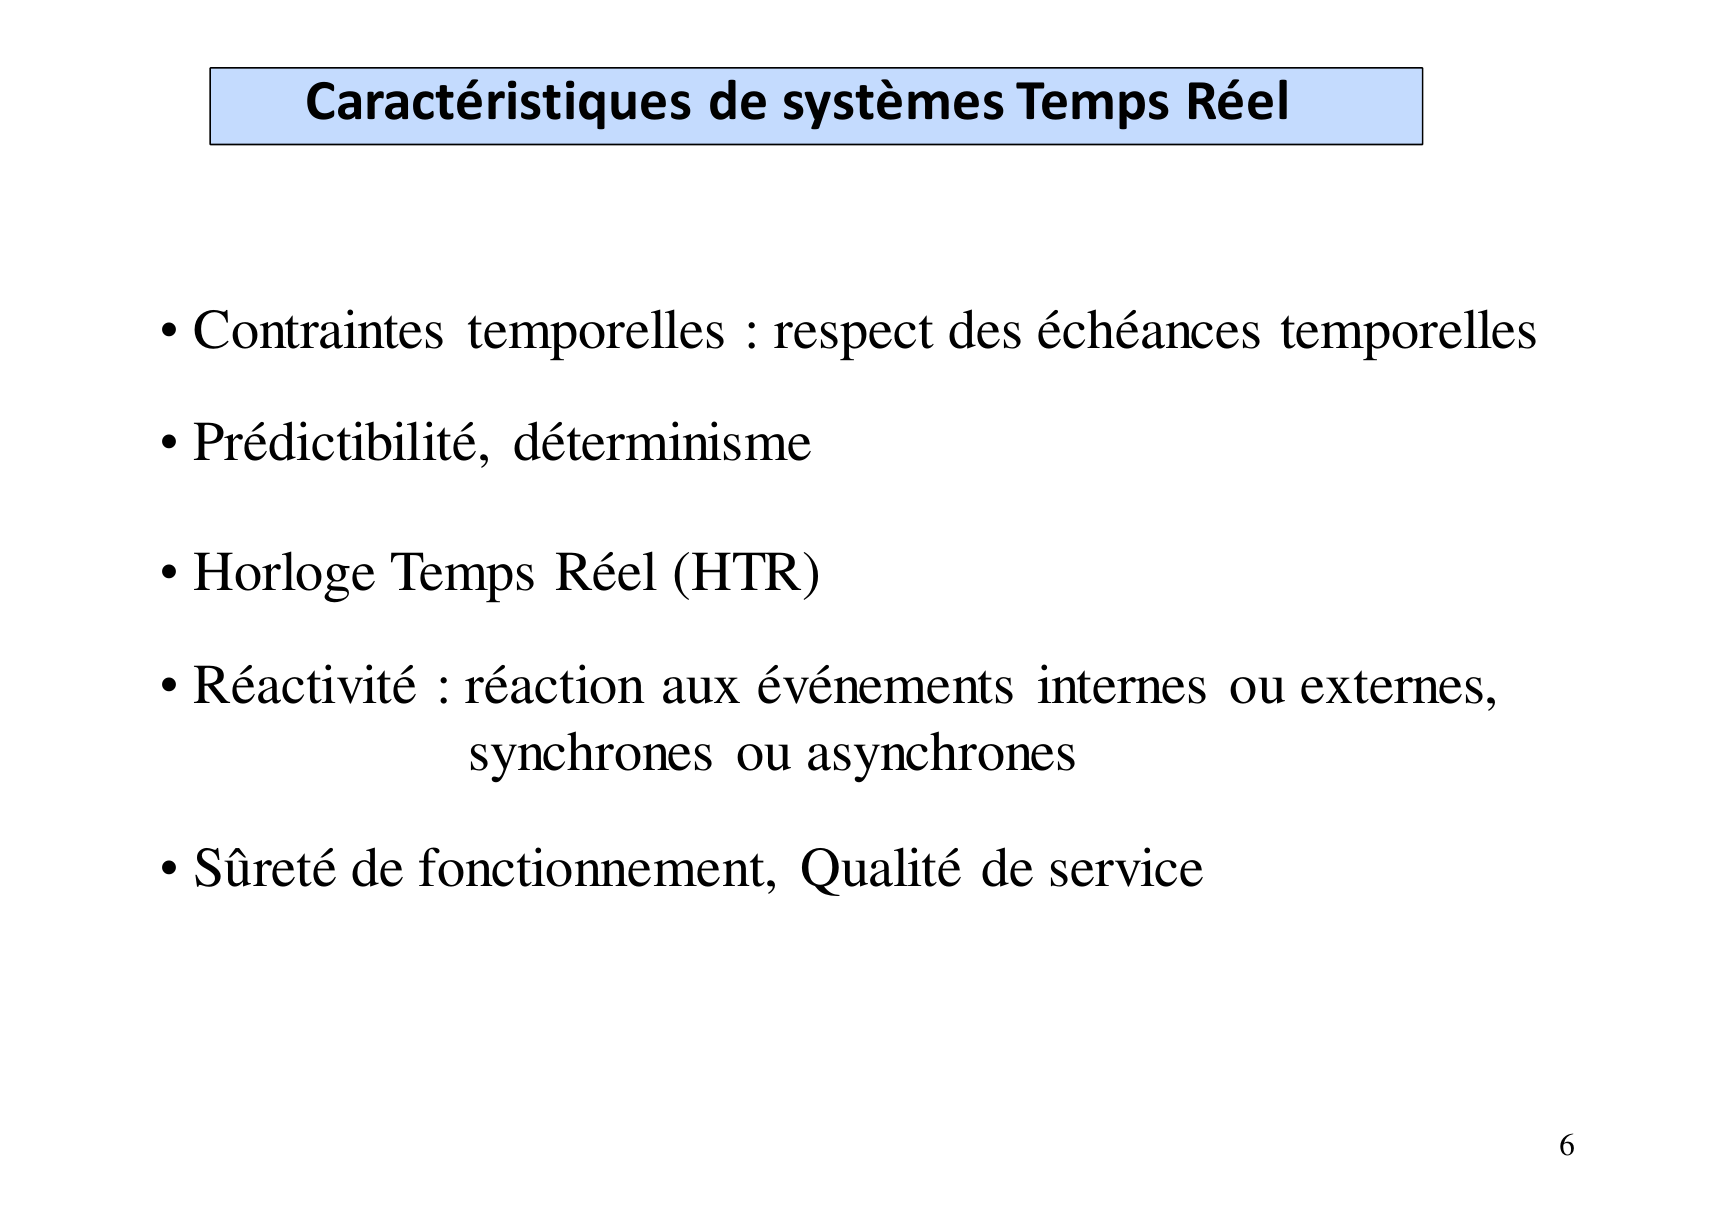 Caractéristiques de systèmes Temps Réel
• Contraintes temporelles : respect des échéances temporelles
• Prédictibilité, déterminisme
• Horloge Temps Réel (HTR)
• Réactivité : réaction aux événements internes ou externes,
synchrones ou asynchrones
• Sûreté de fonctionnement, Qualité de service
6